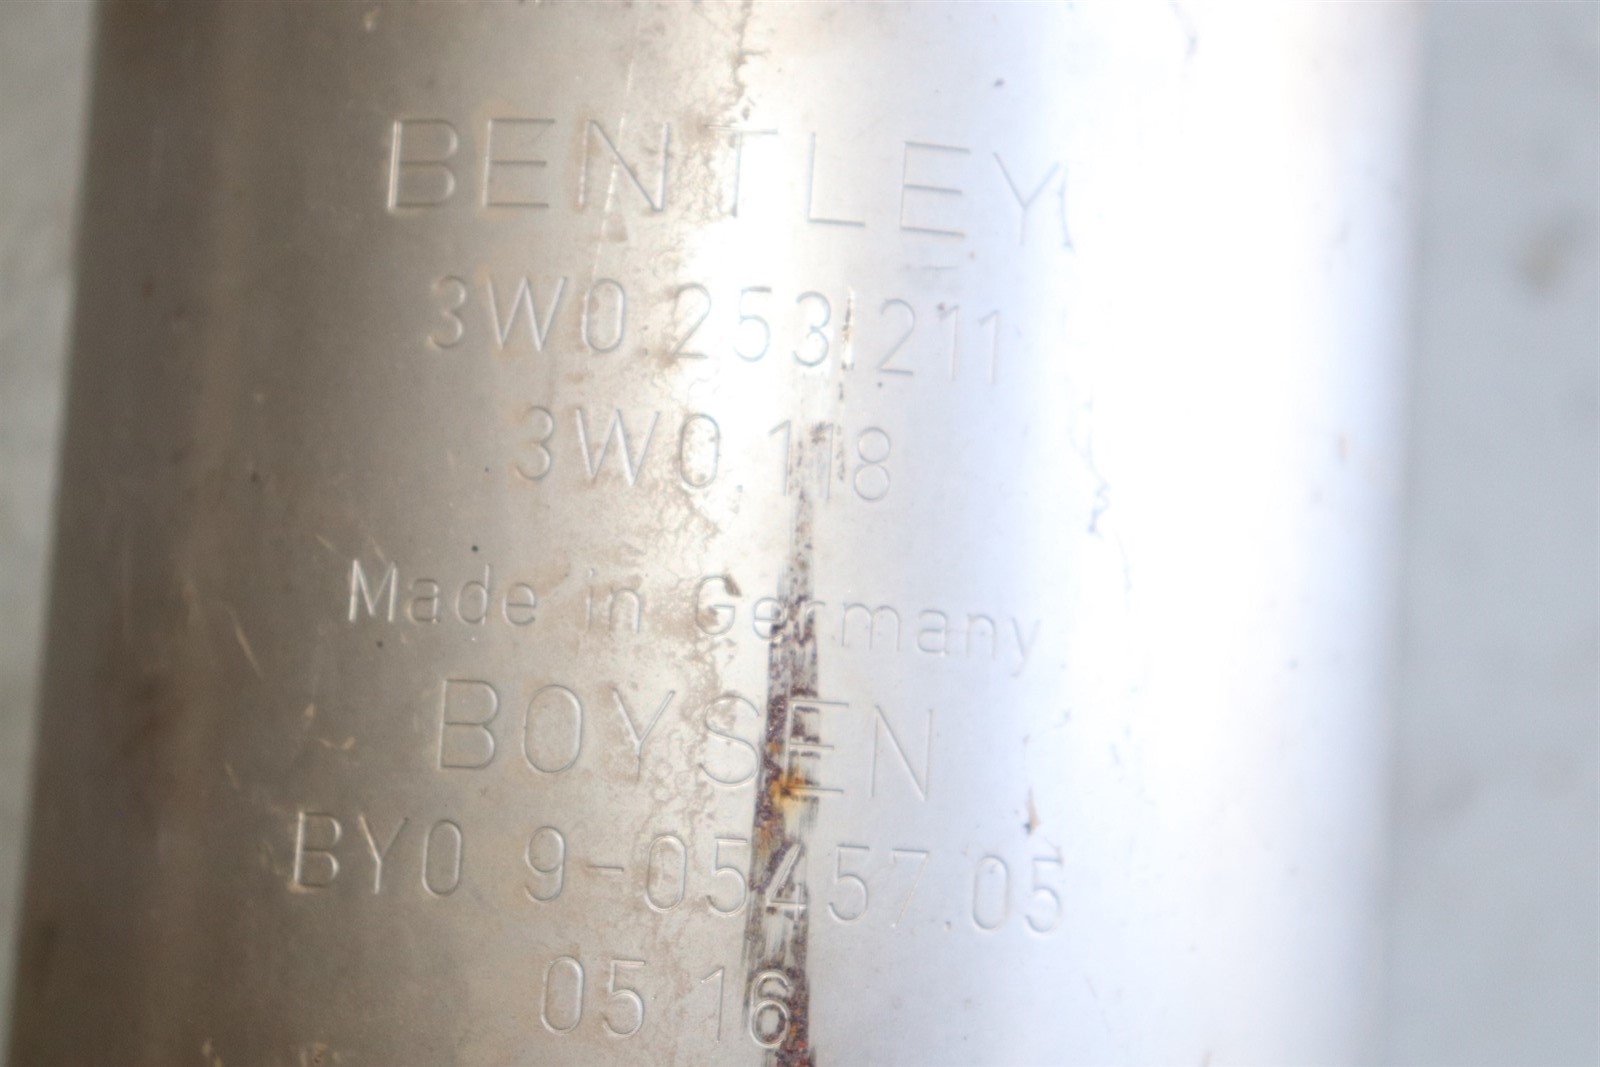 BENTLEY
3W0.253.211
3W0.118
Made in Germany
BOYSEN
BY0 9-05457.05
05 16